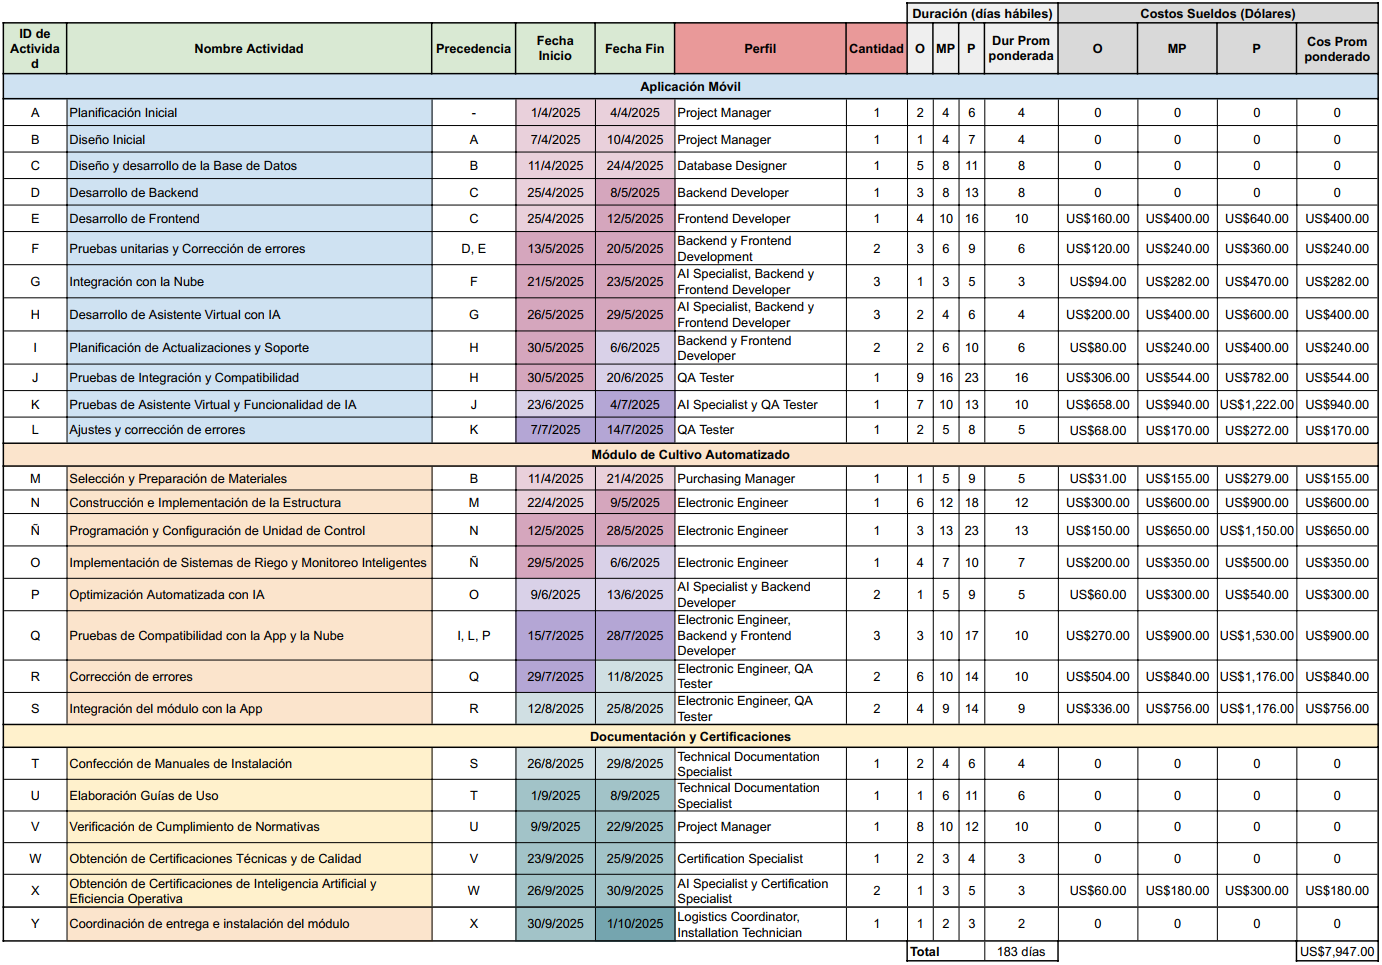 Duración (días hábiles) Costos Sueldos (Dólares)
ID de Actividad Nombre Actividad Precedencia Fecha Inicio Fecha Fin Perfil Cantidad O MP P Dur Prom ponderada O MP P Cos Prom ponderado
Aplicación Móvil
A Planificación Inicial - 1/4/2025 4/4/2025 Project Manager 1 2 4 6 4 0 0 0 0
B Diseño Inicial A 7/4/2025 10/4/2025 Project Manager 1 1 4 7 4 0 0 0 0
C Diseño y desarrollo de la Base de Datos B 11/4/2025 24/4/2025 Database Designer 1 5 8 11 8 0 0 0 0
D Desarrollo de Backend C 25/4/2025 8/5/2025 Backend Developer 1 3 8 13 8 0 0 0 0
E Desarrollo de Frontend C 25/4/2025 12/5/2025 Frontend Developer 1 4 10 16 10 US$160.00 US$400.00 US$640.00 US$400.00
F Pruebas unitarias y Corrección de errores D, E 13/5/2025 20/5/2025 Backend y Frontend Development 2 3 6 9 6 US$120.00 US$240.00 US$360.00 US$240.00
G Integración con la Nube F 21/5/2025 23/5/2025 AI Specialist, Backend y Frontend Developer 3 1 3 5 3 US$94.00 US$282.00 US$470.00 US$282.00
H Desarrollo de Asistente Virtual con IA G 26/5/2025 29/5/2025 AI Specialist, Backend y Frontend Developer 3 2 4 6 4 US$200.00 US$400.00 US$600.00 US$400.00
I Planificación de Actualizaciones y Soporte H 30/5/2025 6/6/2025 Backend y Frontend Developer 2 2 6 10 6 US$80.00 US$240.00 US$400.00 US$240.00
J Pruebas de Integración y Compatibilidad H 30/5/2025 20/6/2025 QA Tester 1 9 16 23 16 US$306.00 US$544.00 US$782.00 US$544.00
K Pruebas de Asistente Virtual y Funcionalidad de IA J 23/6/2025 4/7/2025 AI Specialist y QA Tester 1 7 10 13 10 US$658.00 US$940.00 US$1,222.00 US$940.00
L Ajustes y corrección de errores K 7/7/2025 14/7/2025 QA Tester 1 2 5 8 5 US$68.00 US$170.00 US$272.00 US$170.00
Módulo de Cultivo Automatizado
M Selección y Preparación de Materiales B 11/4/2025 21/4/2025 Purchasing Manager 1 1 5 9 5 US$31.00 US$155.00 US$279.00 US$155.00
N Construcción e Implementación de la Estructura M 22/4/2025 9/5/2025 Electronic Engineer 1 6 12 18 12 US$300.00 US$600.00 US$900.00 US$600.00
Ñ Programación y Configuración de Unidad de Control N 12/5/2025 28/5/2025 Electronic Engineer 1 3 13 23 13 US$150.00 US$650.00 US$1,150.00 US$650.00
O Implementación de Sistemas de Riego y Monitoreo Inteligentes Ñ 29/5/2025 6/6/2025 Electronic Engineer 1 4 7 10 7 US$200.00 US$350.00 US$500.00 US$350.00
P Optimización Automatizada con IA O 9/6/2025 13/6/2025 AI Specialist y Backend Developer 2 1 5 9 5 US$60.00 US$300.00 US$540.00 US$300.00
Q Pruebas de Compatibilidad con la App y la Nube I, L, P 15/7/2025 28/7/2025 Electronic Engineer, Backend y Frontend Developer 3 3 10 17 10 US$270.00 US$900.00 US$1,530.00 US$900.00
R Corrección de errores Q 29/7/2025 11/8/2025 Electronic Engineer, QA Tester 2 6 10 14 10 US$504.00 US$840.00 US$1,176.00 US$840.00
S Integración del módulo con la App R 12/8/2025 25/8/2025 Electronic Engineer, QA Tester 2 4 9 14 9 US$336.00 US$756.00 US$1,176.00 US$756.00
Documentación y Certificaciones
T Confección de Manuales de Instalación S 26/8/2025 29/8/2025 Technical Documentation Specialist 1 2 4 6 4 0 0 0 0
U Elaboración Guías de Uso T 1/9/2025 8/9/2025 Technical Documentation Specialist 1 1 6 11 6 0 0 0 0
V Verificación de Cumplimiento de Normativas U 9/9/2025 22/9/2025 Project Manager 1 8 10 12 10 0 0 0 0
W Obtención de Certificaciones Técnicas y de Calidad V 23/9/2025 25/9/2025 Certification Specialist 1 2 3 4 3 0 0 0 0
X Obtención de Certificaciones de Inteligencia Artificial y Eficiencia Operativa W 26/9/2025 30/9/2025 AI Specialist y Certification Specialist 2 1 3 5 3 US$60.00 US$180.00 US$300.00 US$180.00
Y Coordinación de entrega e instalación del módulo X 30/9/2025 1/10/2025 Logistics Coordinator, Installation Technician 1 1 2 3 2 0 0 0 0
Total 183 días US$7,947.00